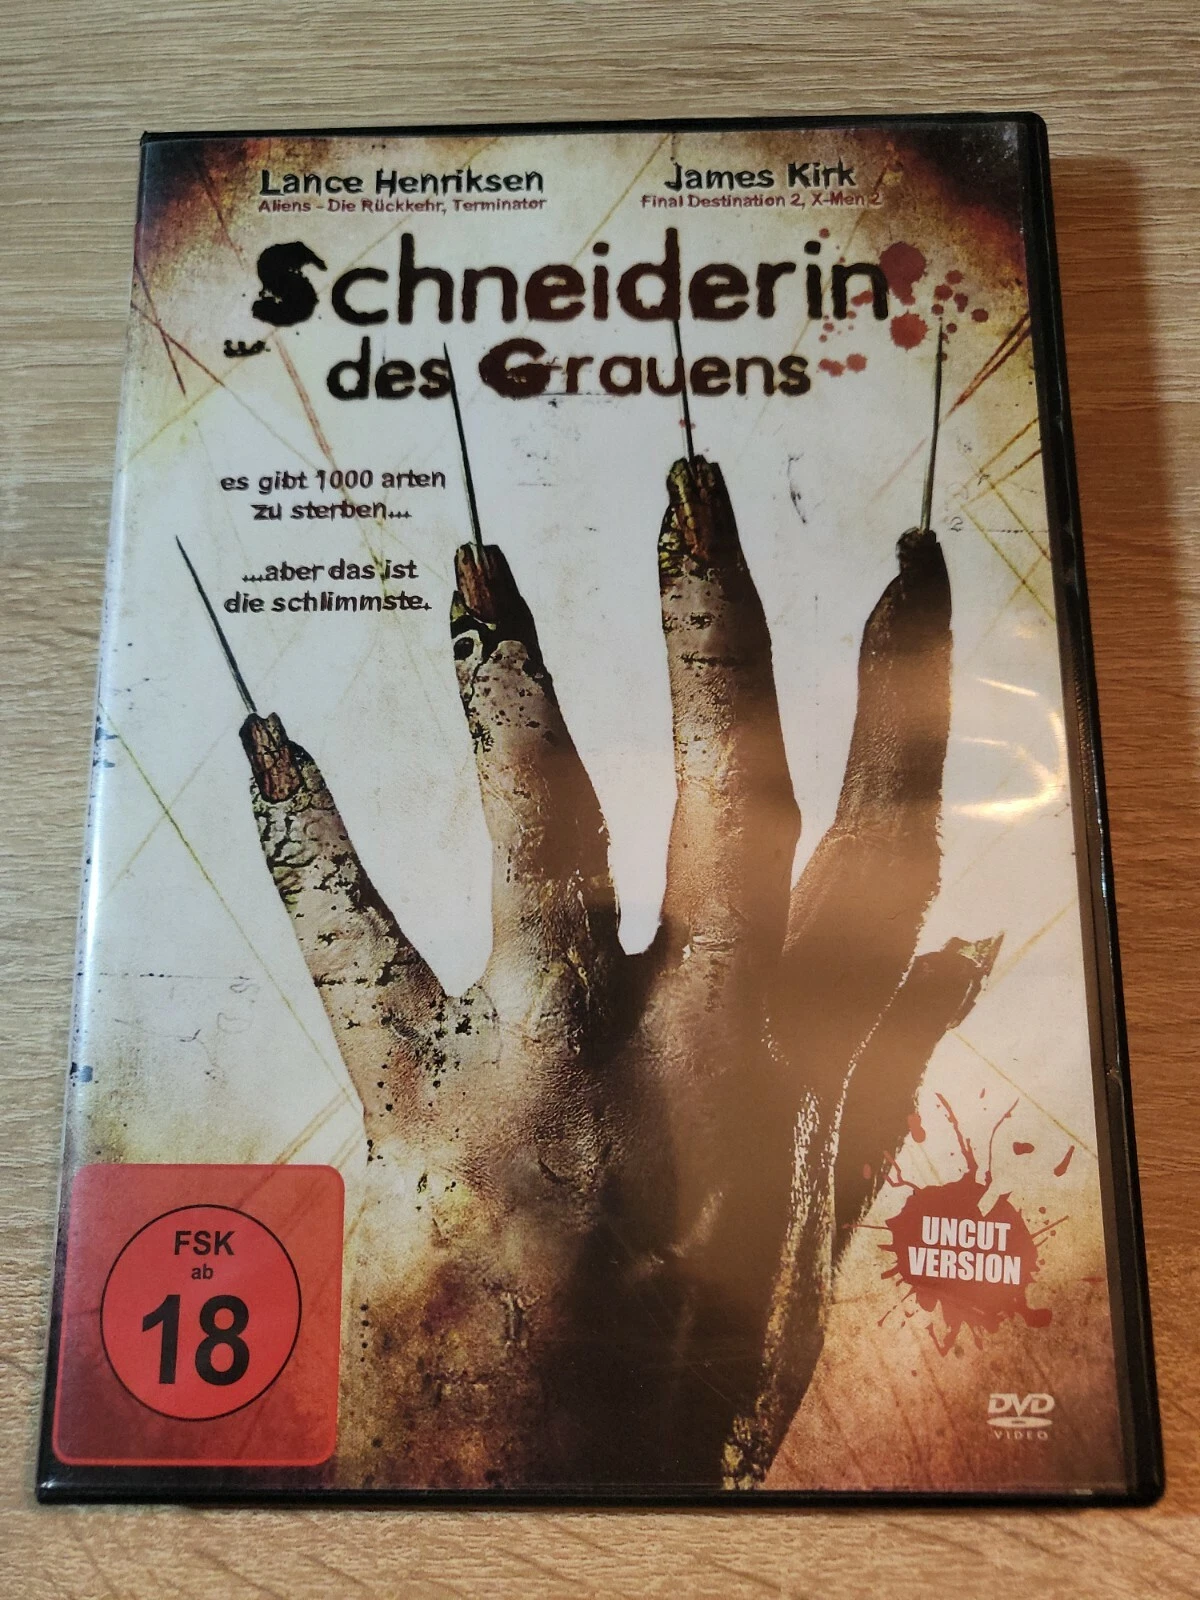 Lance Henriksen
Aliens - Die Rückkehr, Terminator
James Kirk
Final Destination 2, X-Men 2
Schneiderin
des Grauens
es gibt 1000 arten
zu sterben...
...aber das ist
die schlimmste.
FSK
ab
18
UNCUT
VERSION
DVD
VIDEO